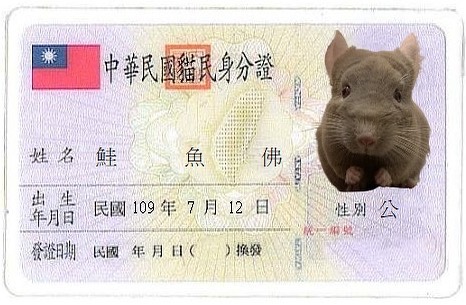 中華民國貓民身分證
姓名 鮭魚佛
出生年月日 民國 109 年 7 月 12 日
性別 公
統一編號
發證日期 民國 年 月 日 ( ) 換發